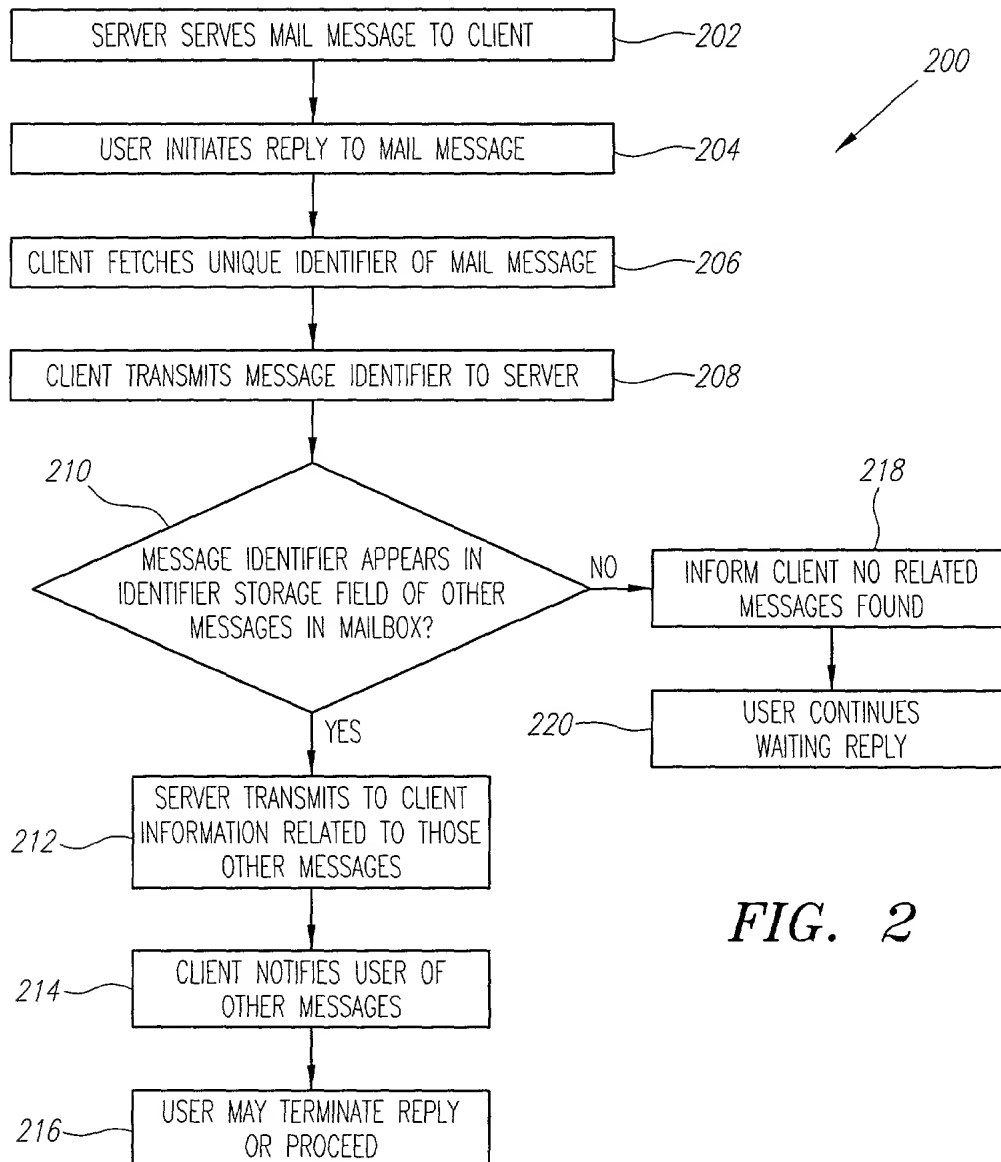 SERVER SERVES MAIL MESSAGE TO CLIENT
202
200
USER INITIATES REPLY TO MAIL MESSAGE
204
CLIENT FETCHES UNIQUE IDENTIFIER OF MAIL MESSAGE
206
CLIENT TRANSMITS MESSAGE IDENTIFIER TO SERVER
208
210
MESSAGE IDENTIFIER APPEARS IN
IDENTIFIER STORAGE FIELD OF OTHER
MESSAGES IN MAILBOX?
NO
218
INFORM CLIENT NO RELATED
MESSAGES FOUND
220
USER CONTINUES
WAITING REPLY
YES
212
SERVER TRANSMITS TO CLIENT
INFORMATION RELATED TO THOSE
OTHER MESSAGES
214
CLIENT NOTIFIES USER OF
OTHER MESSAGES
216
USER MAY TERMINATE REPLY
OR PROCEED
FIG. 2